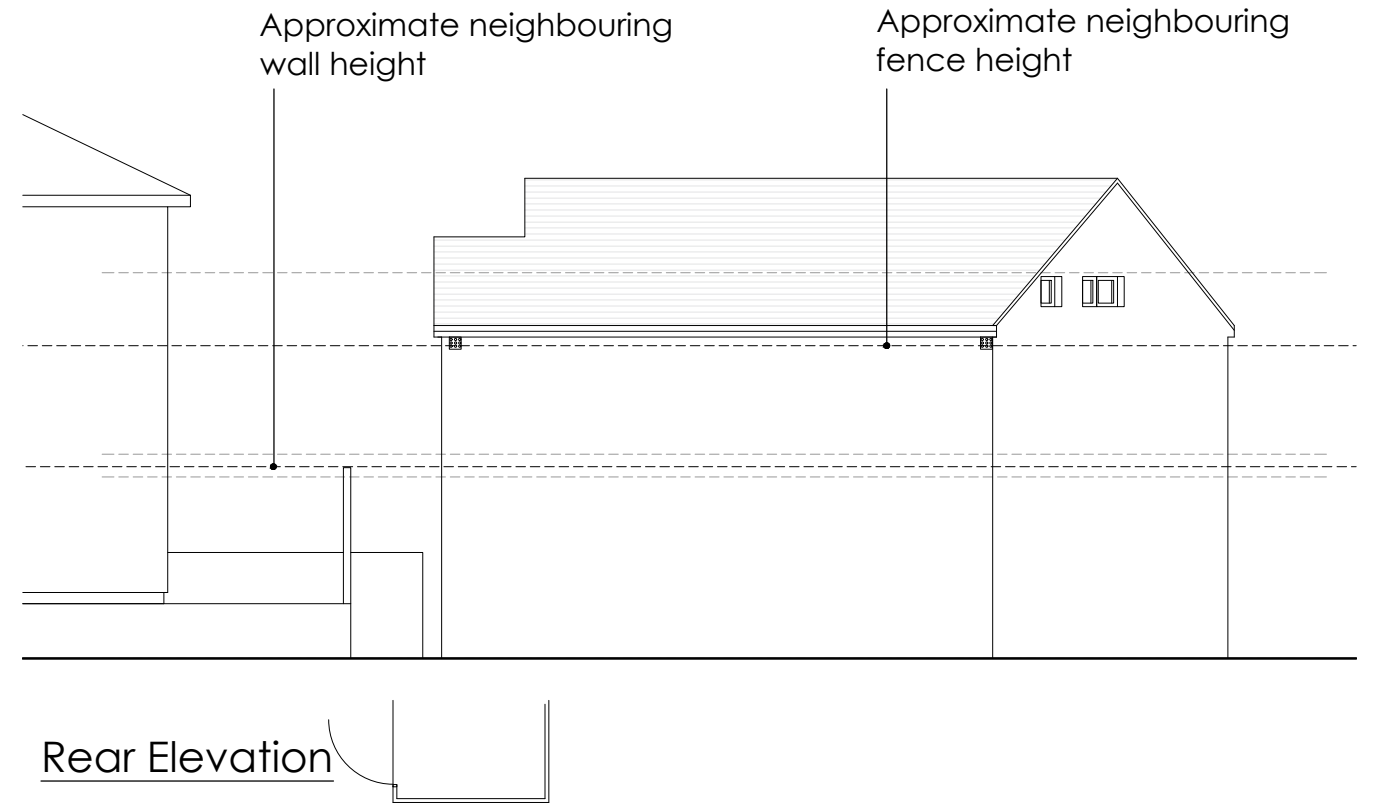 Approximate neighbouring
wall height
Approximate neighbouring
fence height
Rear Elevation